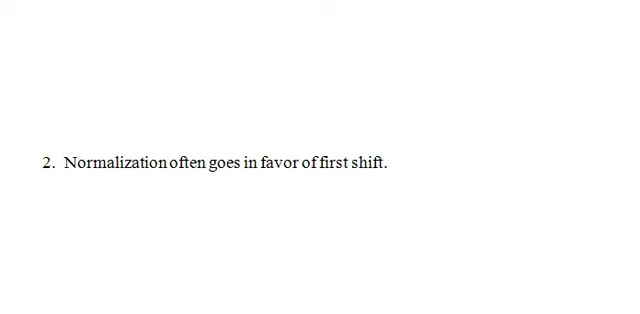 2. Normalization often goes in favor of first shift.